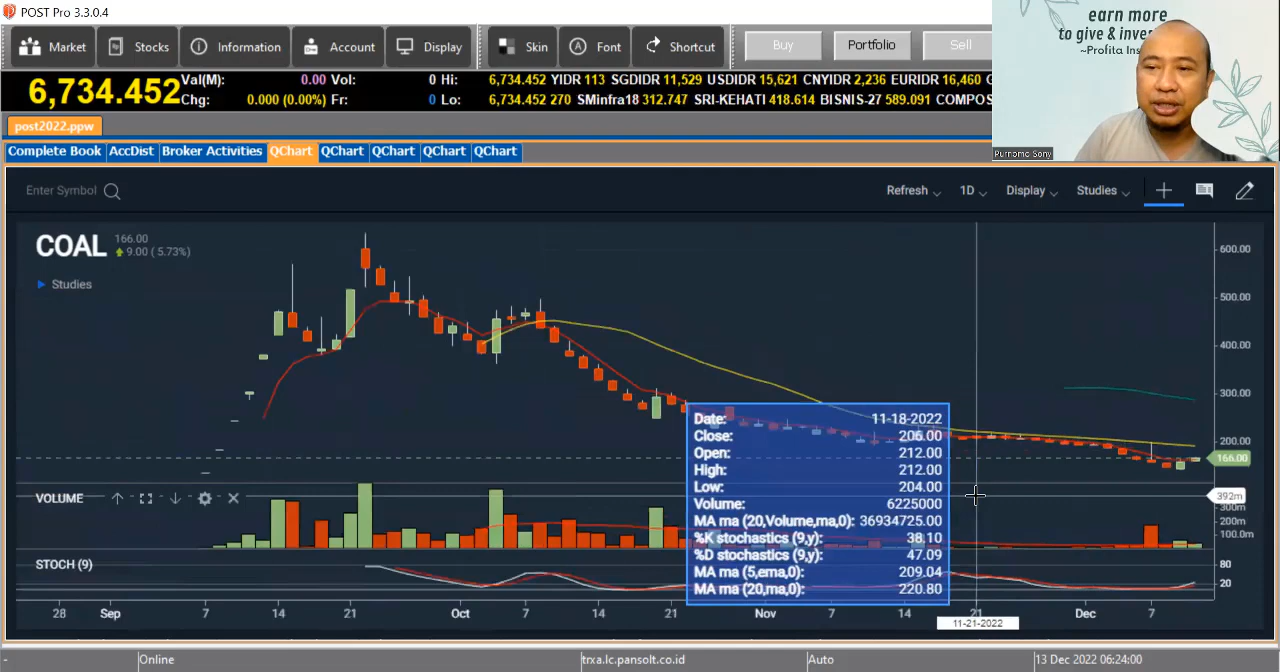 POST Pro 3.3.0.4
Market Stocks Information Account Display Skin Font Shortcut Buy Portfolio Sell
earn more
to give & inve
~Profita Ins
Purnomo Sony
6,734.452
Val(M): 0.00 Vol: 0 Hi: 6,734.452 YIDR 113 SGDIDR 11,529 USDIDR 15,621 CNYIDR 2,236 EURIDR 16,460
Chg: 0.000 (0.00%) Fr: 0 Lo: 6,734.452 270 SMinfra18 312.747 SRI-KEHATI 418.614 BISNIS-27 589.091 COMPOS
post2022.ppw
Complete Book AccDist Broker Activities QChart QChart QChart QChart QChart
Enter Symbol Refresh 1D Display Studies
COAL 166.00
9.00 ( 5.73%)
Studies
600.00
500.00
400.00
300.00
200.00
166.00
Date: 11-18-2022
Close: 206.00
Open: 212.00
High: 212.00
Low: 204.00
Volume: 6225000
MA ma (20,Volume,ma,0): 36934725.00
%K stochastics (9,y): 38.10
%D stochastics (9,y): 47.09
MA ma (5,ema,0): 209.04
MA ma (20,ma,0): 220.80
VOLUME
392m
300m
200m
100.0m
STOCH (9)
80
20
28 Sep 7 14 21 Oct 7 14 21 Nov 7 14 21 Dec 7
11-21-2022
- Online trxa.lc.pansolt.co.id Auto 13 Dec 2022 06:24:00